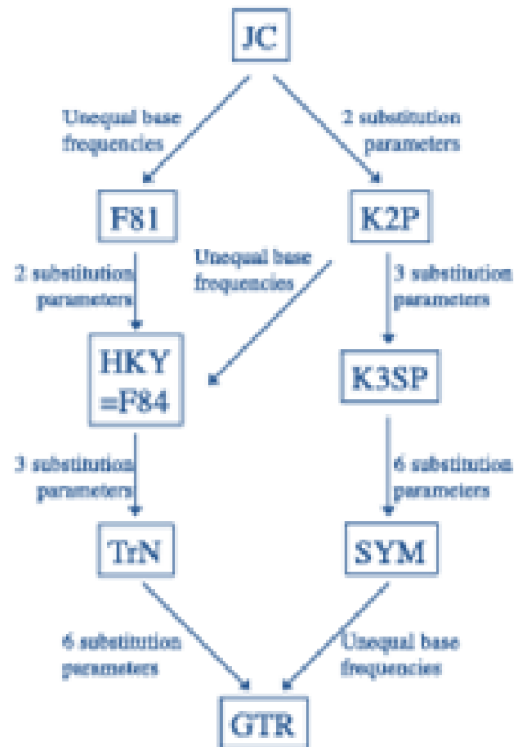 JC
Unequal base
frequencies
2 substitution
parameters
F81
K2P
2 substitution
parameters
Unequal base
frequencies
3 substitution
parameters
HKY
=F84
K3SP
3 substitution
parameters
6 substitution
parameters
TrN
SYM
6 substitution
parameters
Unequal base
frequencies
GTR